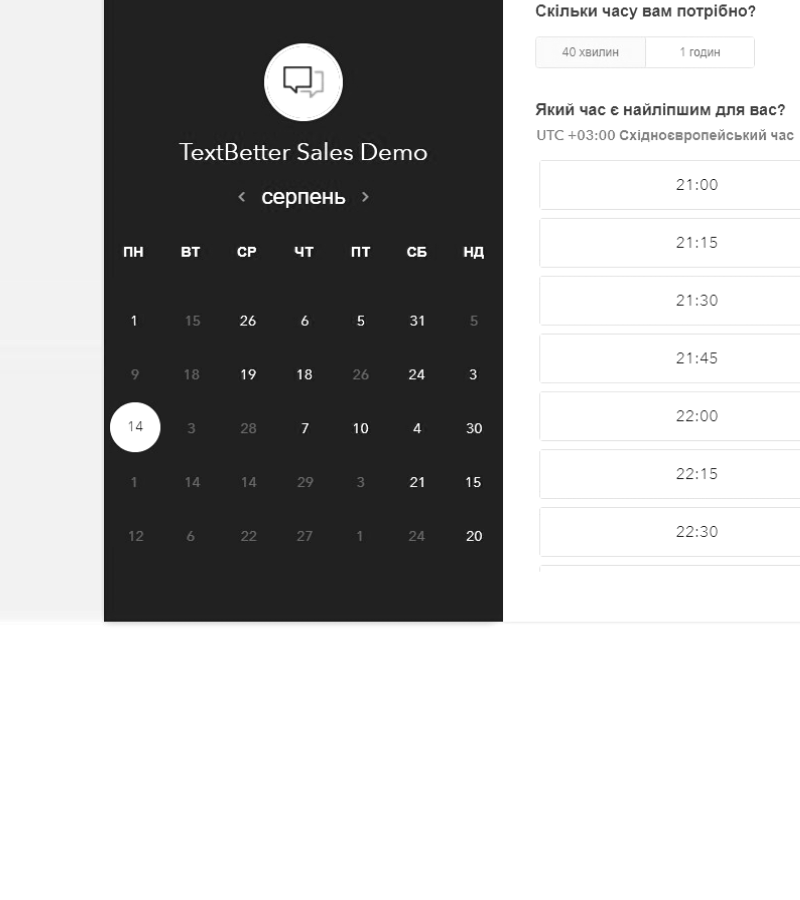 TextBetter Sales Demo
< серпень >
ПН ВТ СР ЧТ ПТ СБ НД
1 15 26 6 5 31 5
9 18 19 18 26 24 3
14 3 28 7 10 4 30
1 14 14 29 3 21 15
12 6 22 27 1 24 20
Скільки часу вам потрібно?
40 хвилин 1 годин
Який час є найліпшим для вас?
UTC +03:00 Східноєвропейський час
21:00
21:15
21:30
21:45
22:00
22:15
22:30